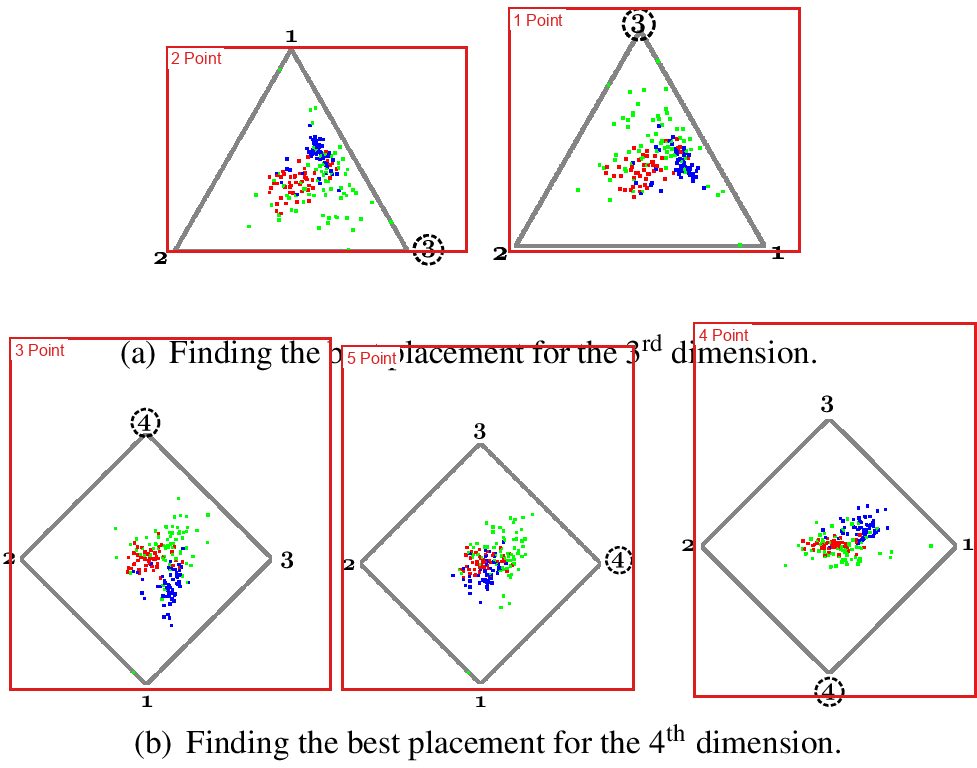 1
2 Point
2
3
3
1 Point
2
1
(a) Finding the b placement for the 3rd dimension.
3 Point
4
2
3
1
5 Point
3
2
4
1
4 Point
3
2
1
4
(b) Finding the best placement for the 4th dimension.